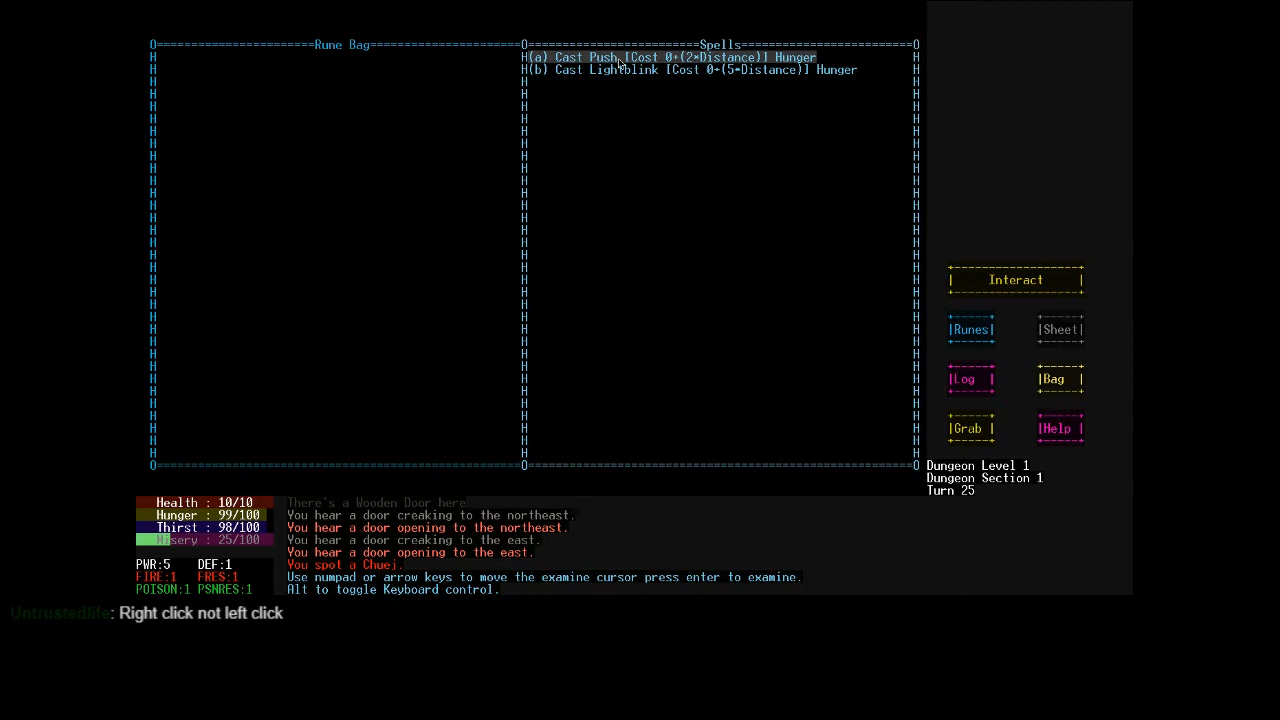 Rune Bag
Spells
(a) Cast Push [Cost 0+(2*Distance)] Hunger
(b) Cast Lightblink [Cost 0+(5*Distance)] Hunger
Interact
Runes
Sheet
Log
Bag
Grab
Help
Dungeon Level 1
Dungeon Section 1
Turn 25
Health : 10/10
Hunger : 99/100
Thirst : 98/100
Misery : 25/100
PWR:5 DEF:1
FIRE:1 FRES:1
POISON:1 PSNRES:1
There's a Wooden Door here
You hear a door creaking to the northeast.
You hear a door opening to the northeast.
You hear a door creaking to the east.
You hear a door opening to the east.
You spot a Chuej.
Use numpad or arrow keys to move the examine cursor press enter to examine.
Alt to toggle Keyboard control.
Untrustedlife: Right click not left click